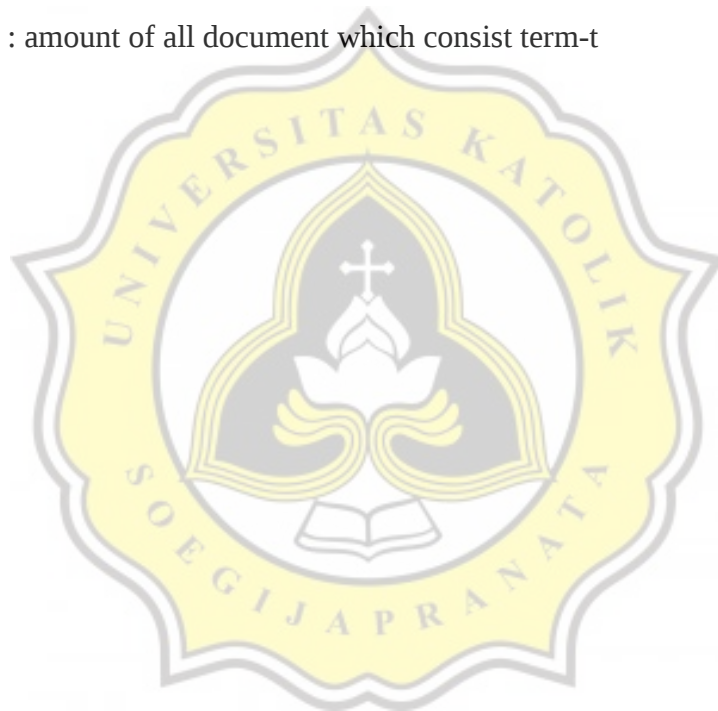 : amount of all document which consist term-t
UNIVERSITAS KATOLIK
SOEGIJAPRANATA